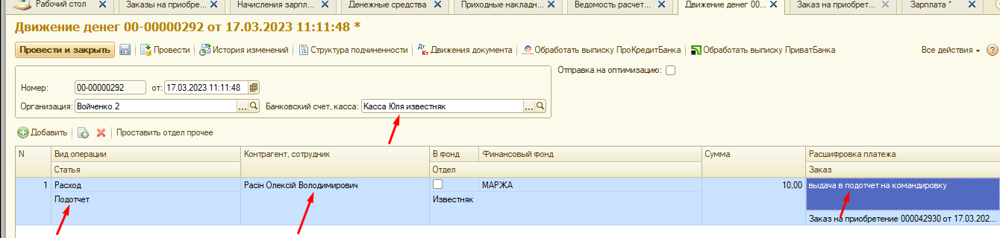 Рабочий стол Заказы на приобре... Начисления зарпл... Денежные средства Приходные накладн... Ведомость расчет... Движение денег 00... Заказ на приобрет... Зарплата *
Движение денег 00-00000292 от 17.03.2023 11:11:48 *
Провести и закрыть Провести История изменений Структура подчиненности Дт Кт Движения документа Обработать выписку ПроКредитБанка Обработать выписку ПриватБанка Все действия ?
Отправка на оптимизацию:
Номер: 00-00000292 от: 17.03.2023 11:11:48
Организация: Войченко 2 ... Банковский счет, касса: Касса Юля известняк ...
Добавить Проставить отдел прочее
N Вид операции Контрагент, сотрудник В фонд Финансовый фонд Сумма Расшифровка платежа
Статья Отдел Заказ
1 Расход Расін Олексій Володимирович МАРЖА 10,00 выдача в подотчет на командировку
Подотчет Известняк
Заказ на приобретение 000042930 от 17.03.202...